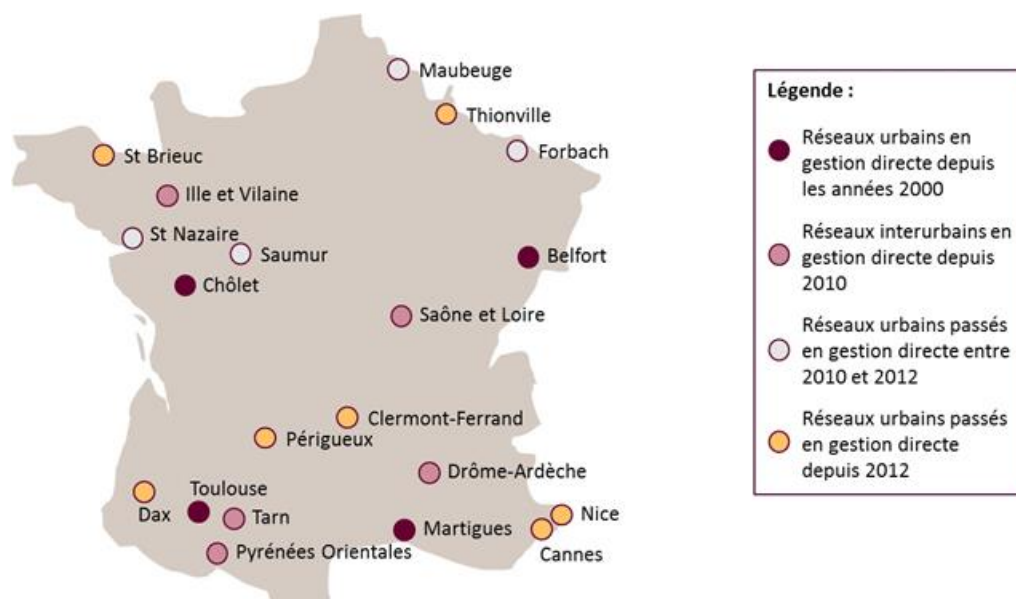 Maubeuge
Thionville
Forbach
St Brieuc
Ille et Vilaine
St Nazaire
Saumur
Belfort
Chôlet
Saône et Loire
Clermont-Ferrand
Périgueux
Drôme-Ardèche
Toulouse
Dax
Tarn
Nice
Martigues
Cannes
Pyrénées Orientales
Légende :
Réseaux urbains en
gestion directe depuis
les années 2000
Réseaux interurbains en
gestion directe depuis
2010
Réseaux urbains passés
en gestion directe entre
2010 et 2012
Réseaux urbains passés
en gestion directe
depuis 2012